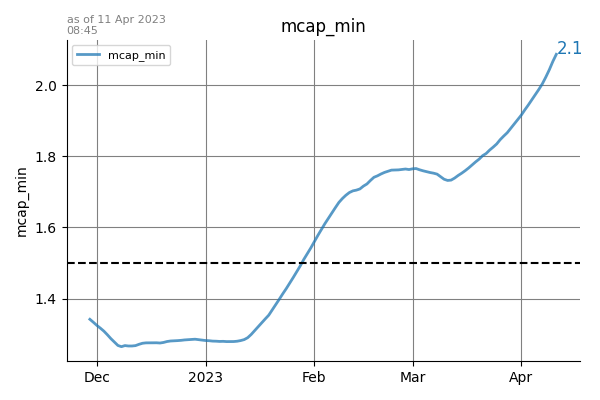 as of 11 Apr 2023
08:45
mcap_min
mcap_min
2.1
2.0
1.8
1.6
1.4
mcap_min
Dec
2023
Feb
Mar
Apr